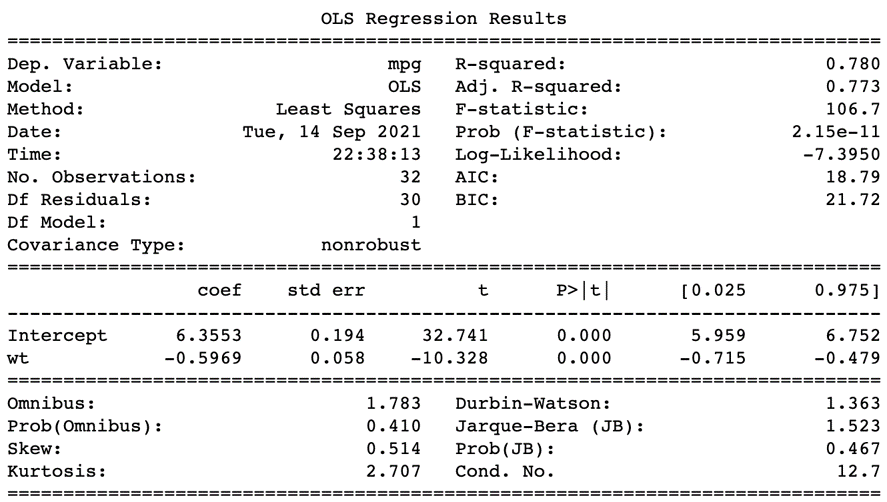 OLS Regression Results
==============================================================================
Dep. Variable:                    mpg   R-squared:                       0.780
Model:                            OLS   Adj. R-squared:                  0.773
Method:                 Least Squares   F-statistic:                     106.7
Date:                Tue, 14 Sep 2021   Prob (F-statistic):           2.15e-11
Time:                        22:38:13   Log-Likelihood:                -7.3950
No. Observations:                  32   AIC:                             18.79
Df Residuals:                      30   BIC:                             21.72
Df Model:                           1
Covariance Type:            nonrobust
==============================================================================
coef    std err          t      P>|t|      [0.025      0.975]
------------------------------------------------------------------------------
Intercept      6.3553      0.194     32.741      0.000       5.959       6.752
wt            -0.5969      0.058    -10.328      0.000      -0.715      -0.479
==============================================================================
Omnibus:                        1.783   Durbin-Watson:                   1.363
Prob(Omnibus):                  0.410   Jarque-Bera (JB):                1.523
Skew:                           0.514   Prob(JB):                        0.467
Kurtosis:                       2.707   Cond. No.                         12.7
==============================================================================